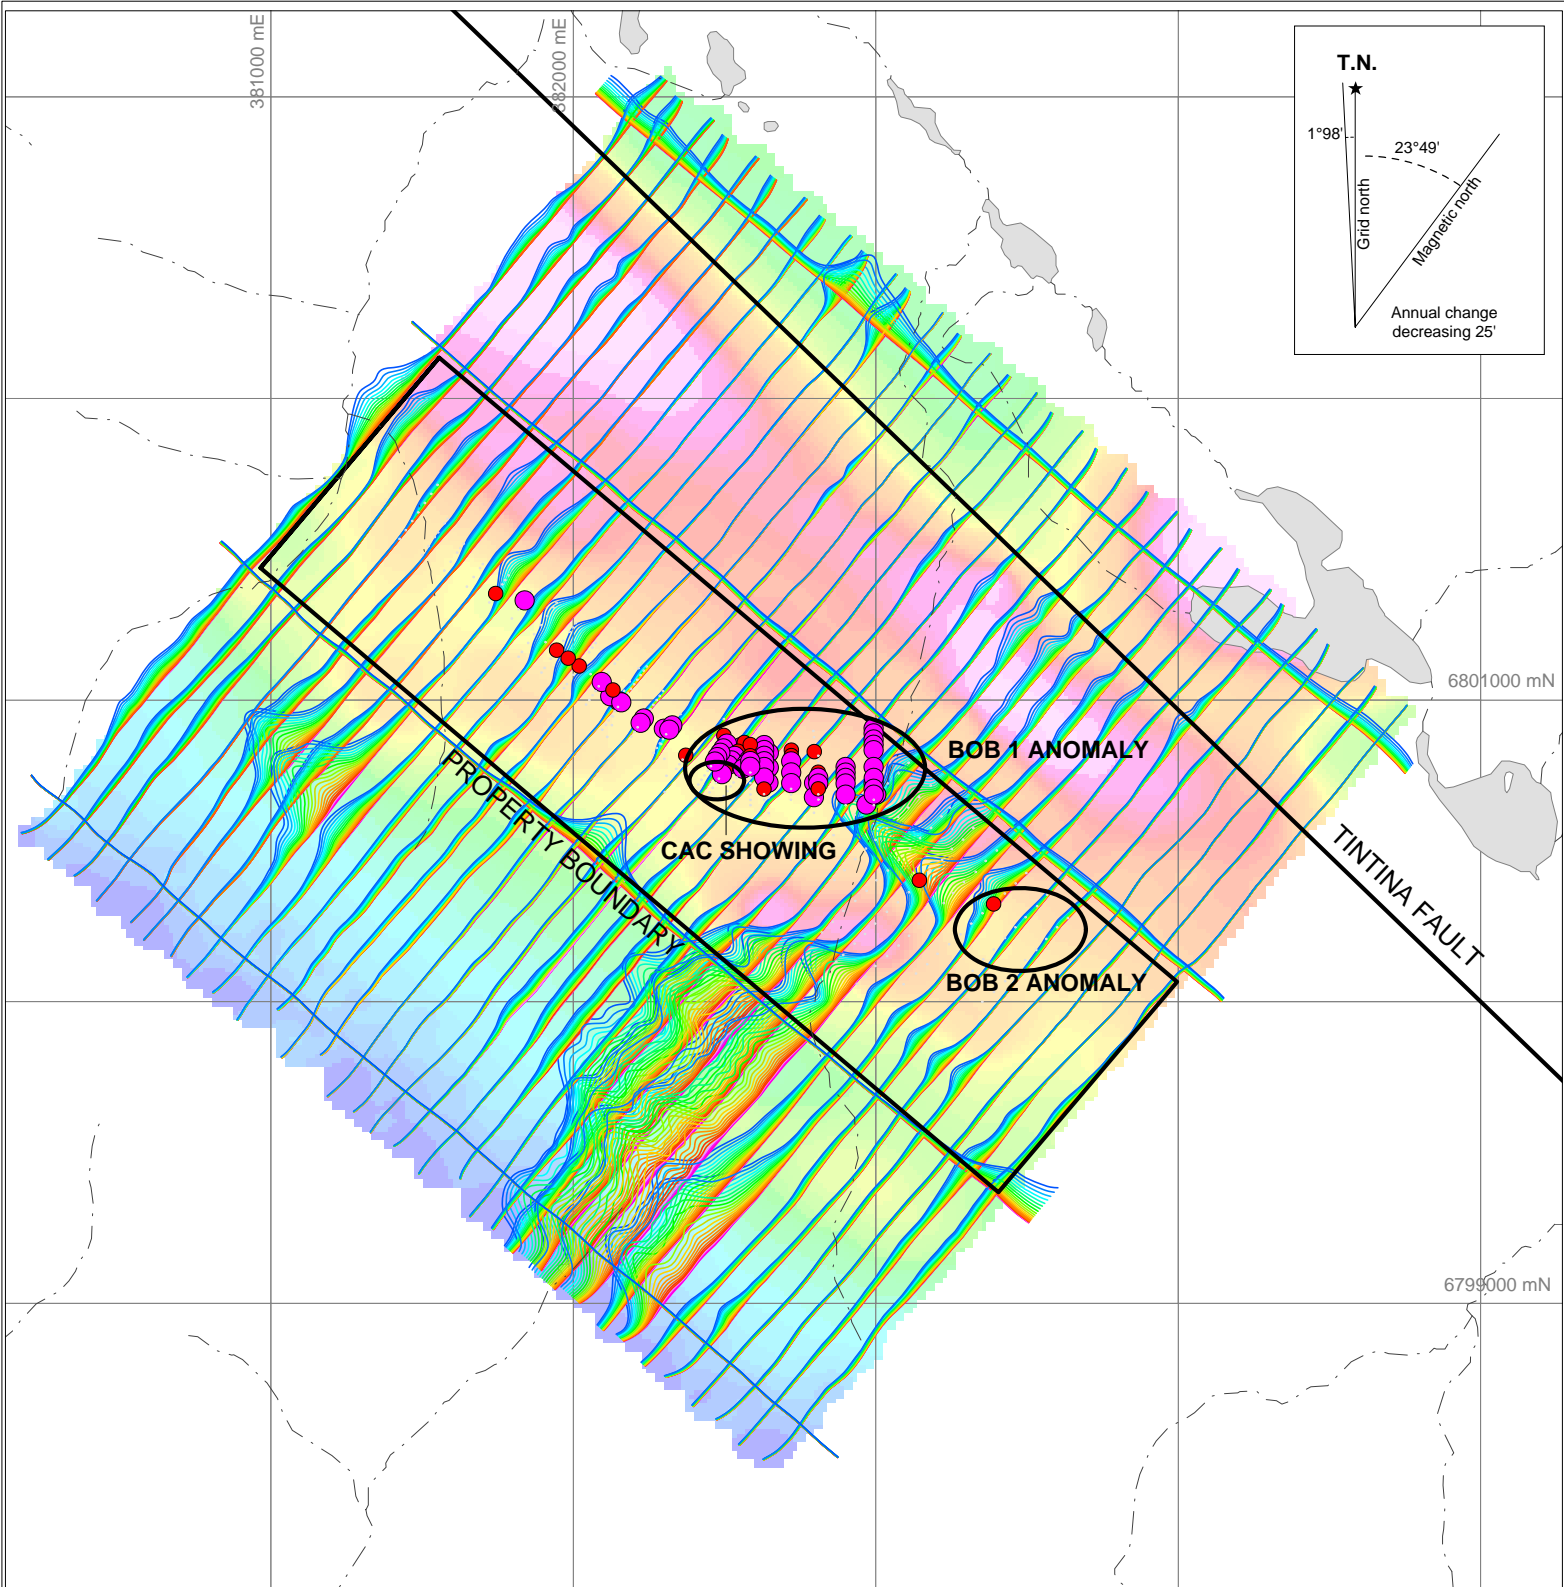 381000 mE
382000 mE
T.N.
1°98'
23°49'
Grid north
Magnetic north
Annual change
decreasing 25'
6801000 mN
BOB 1 ANOMALY
PROPERTY BOUNDARY
CAC SHOWING
TINTINA FAULT
BOB 2 ANOMALY
6799000 mN